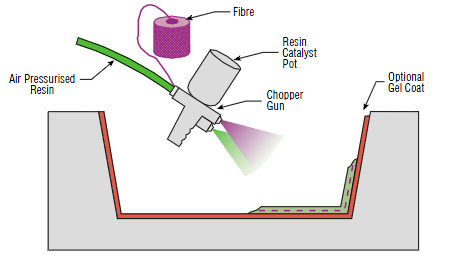 Fibre
Resin
Catalyst
Pot
Air Pressurised
Resin
Chopper
Gun
Optional
Gel Coat